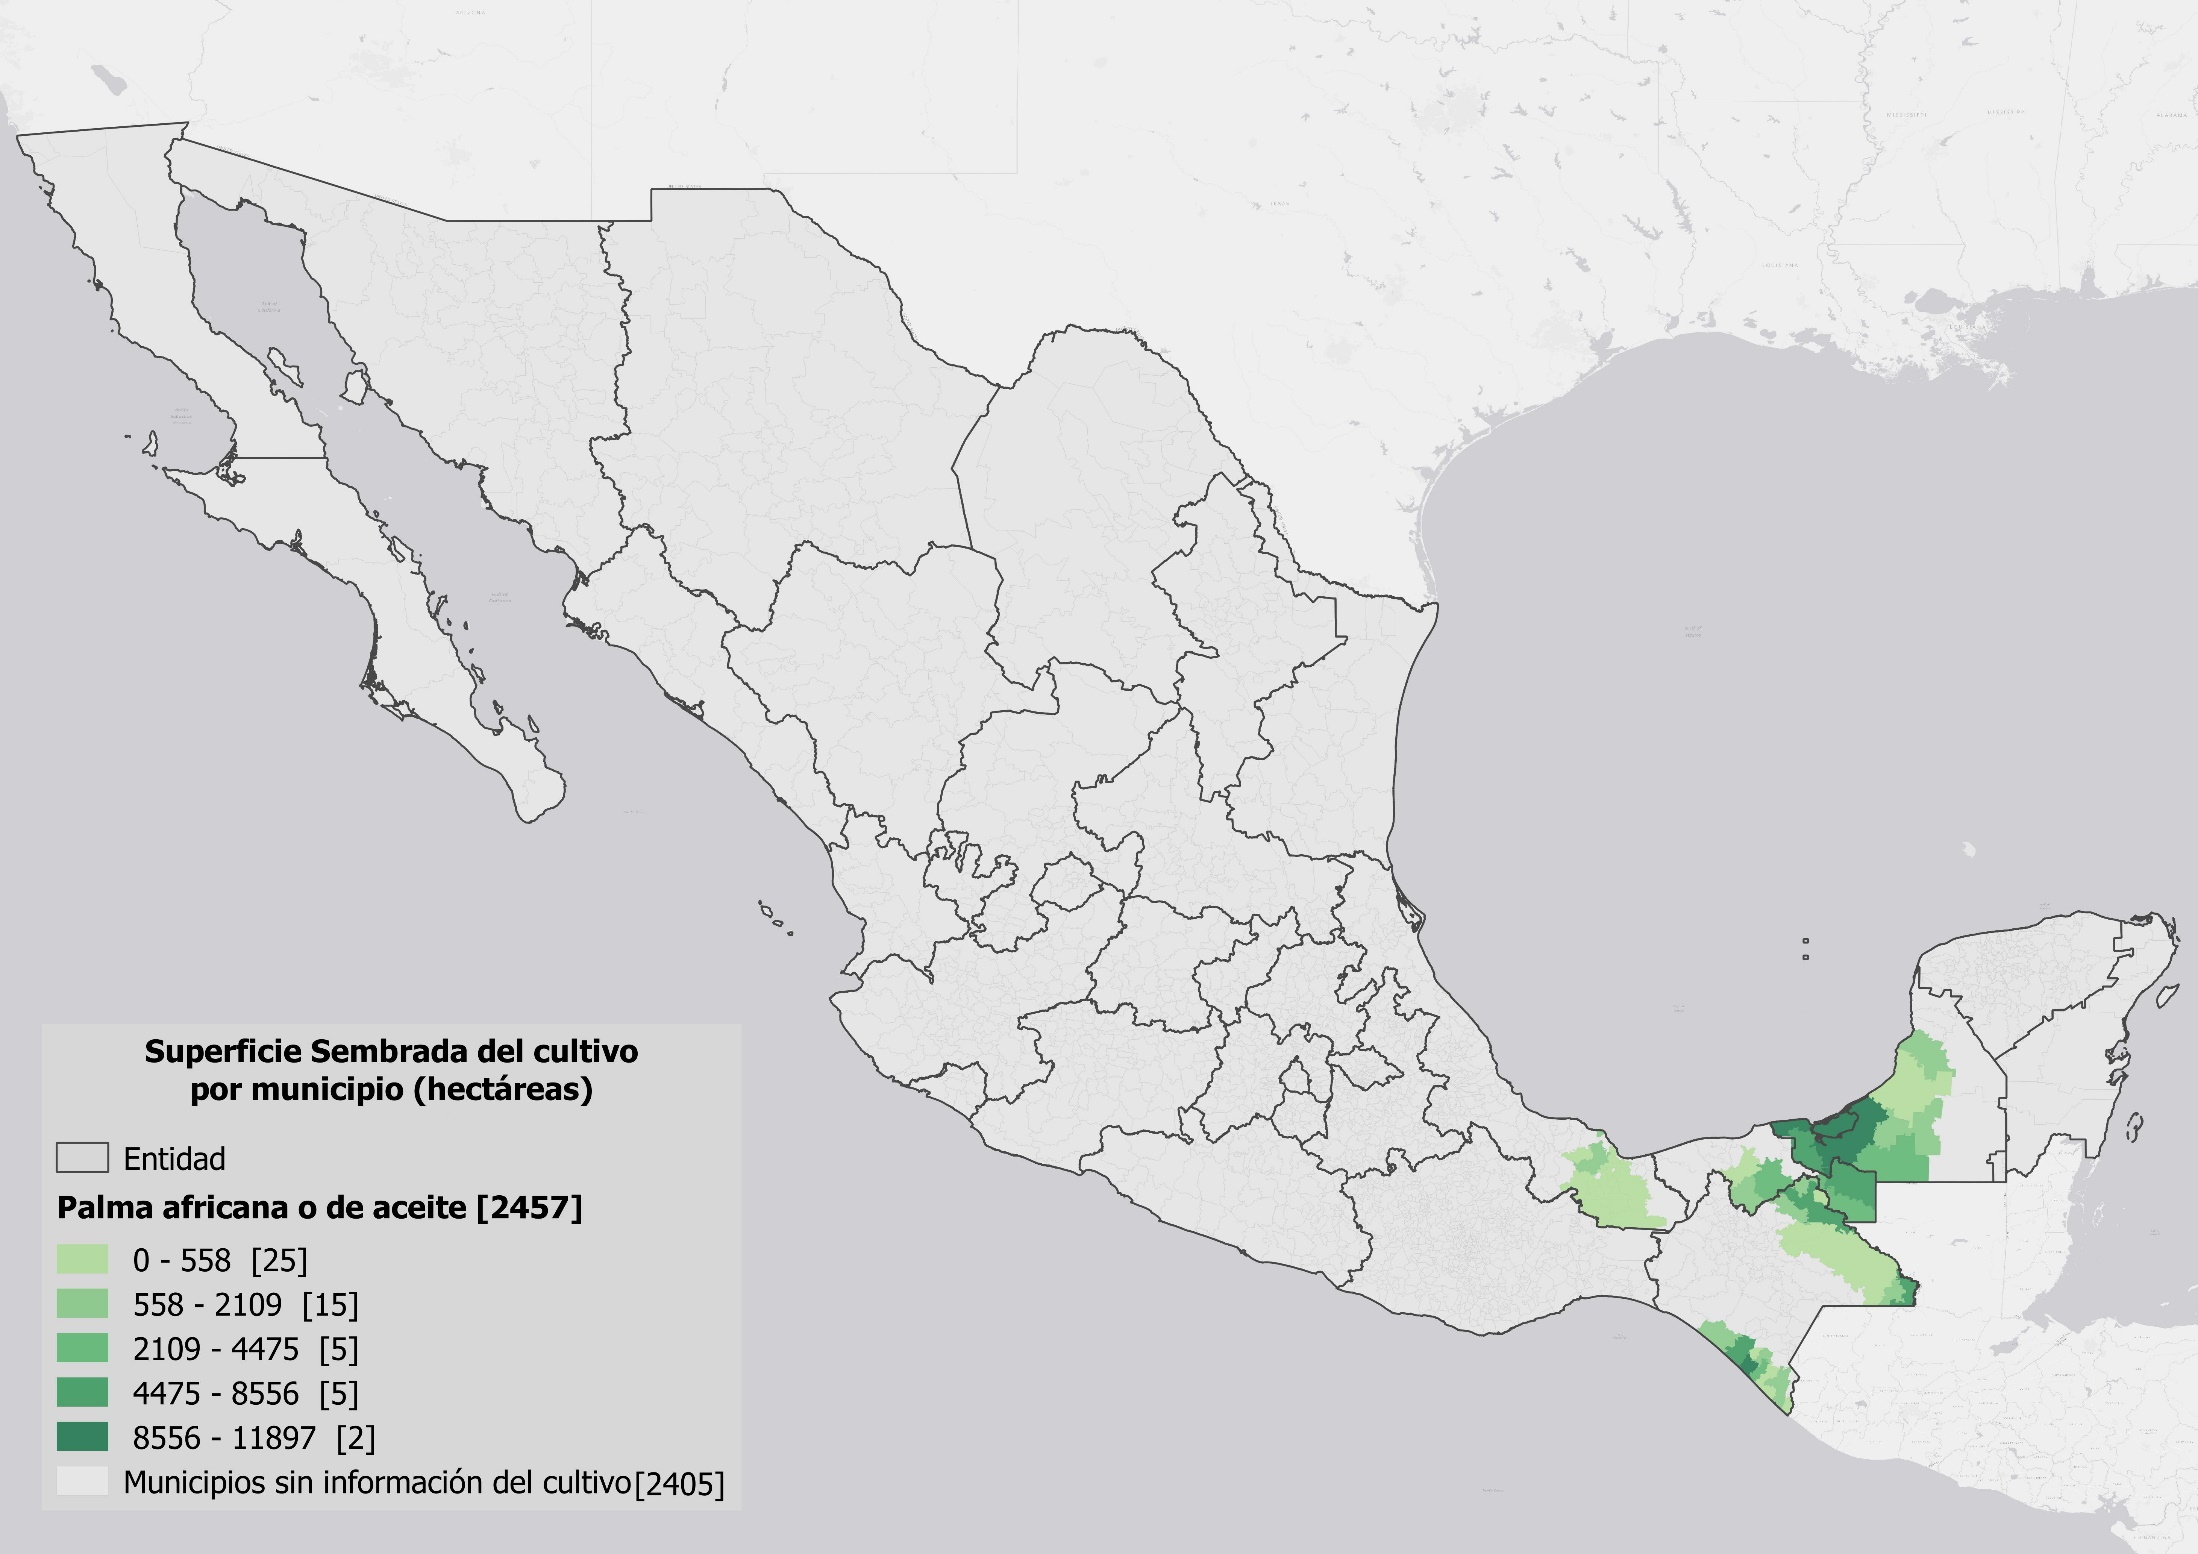 Superficie Sembrada del cultivo
por municipio (hectáreas)
Entidad
Palma africana o de aceite [2457]
0 - 558 [25]
558 - 2109 [15]
2109 - 4475 [5]
4475 - 8556 [5]
8556 - 11897 [2]
Municipios sin información del cultivo [2405]